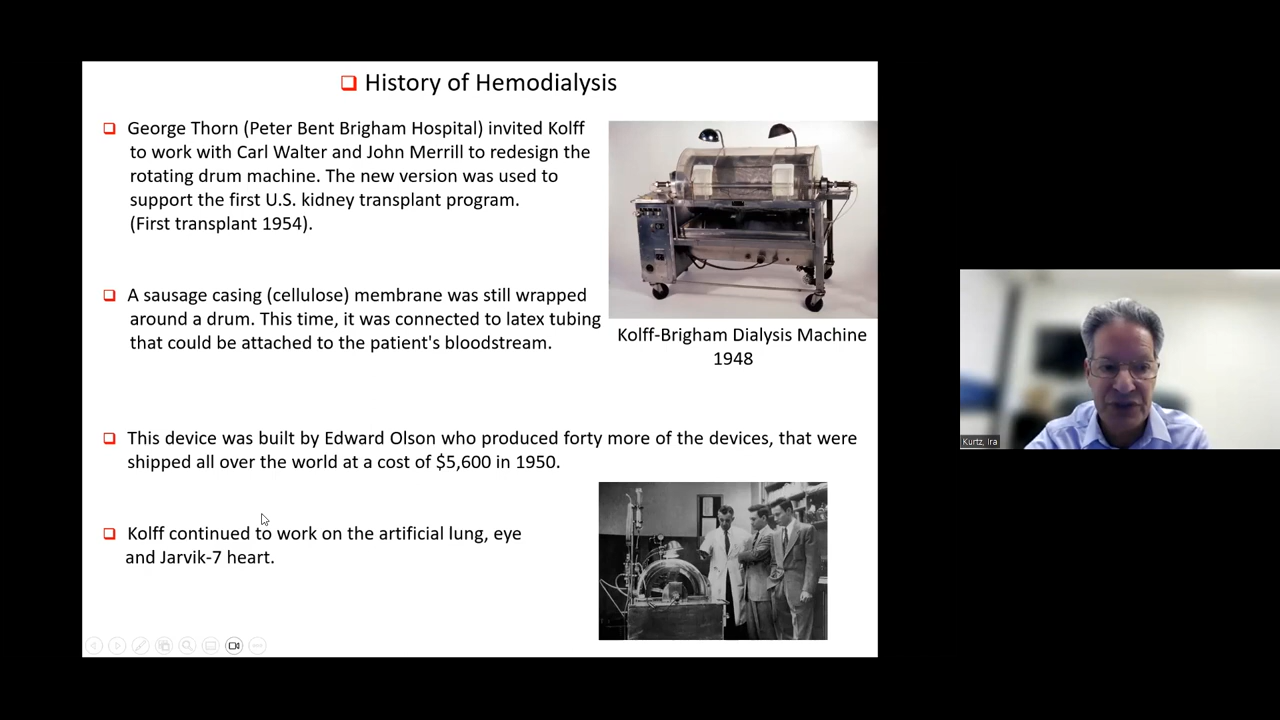 History of Hemodialysis
George Thorn (Peter Bent Brigham Hospital) invited Kolff
to work with Carl Walter and John Merrill to redesign the
rotating drum machine. The new version was used to
support the first U.S. kidney transplant program.
(First transplant 1954).
A sausage casing (cellulose) membrane was still wrapped
around a drum. This time, it was connected to latex tubing
that could be attached to the patient's bloodstream.
Kolff-Brigham Dialysis Machine
1948
This device was built by Edward Olson who produced forty more of the devices, that were
shipped all over the world at a cost of $5,600 in 1950.
Kolff continued to work on the artificial lung, eye
and Jarvik-7 heart.
Kurtz, Ira